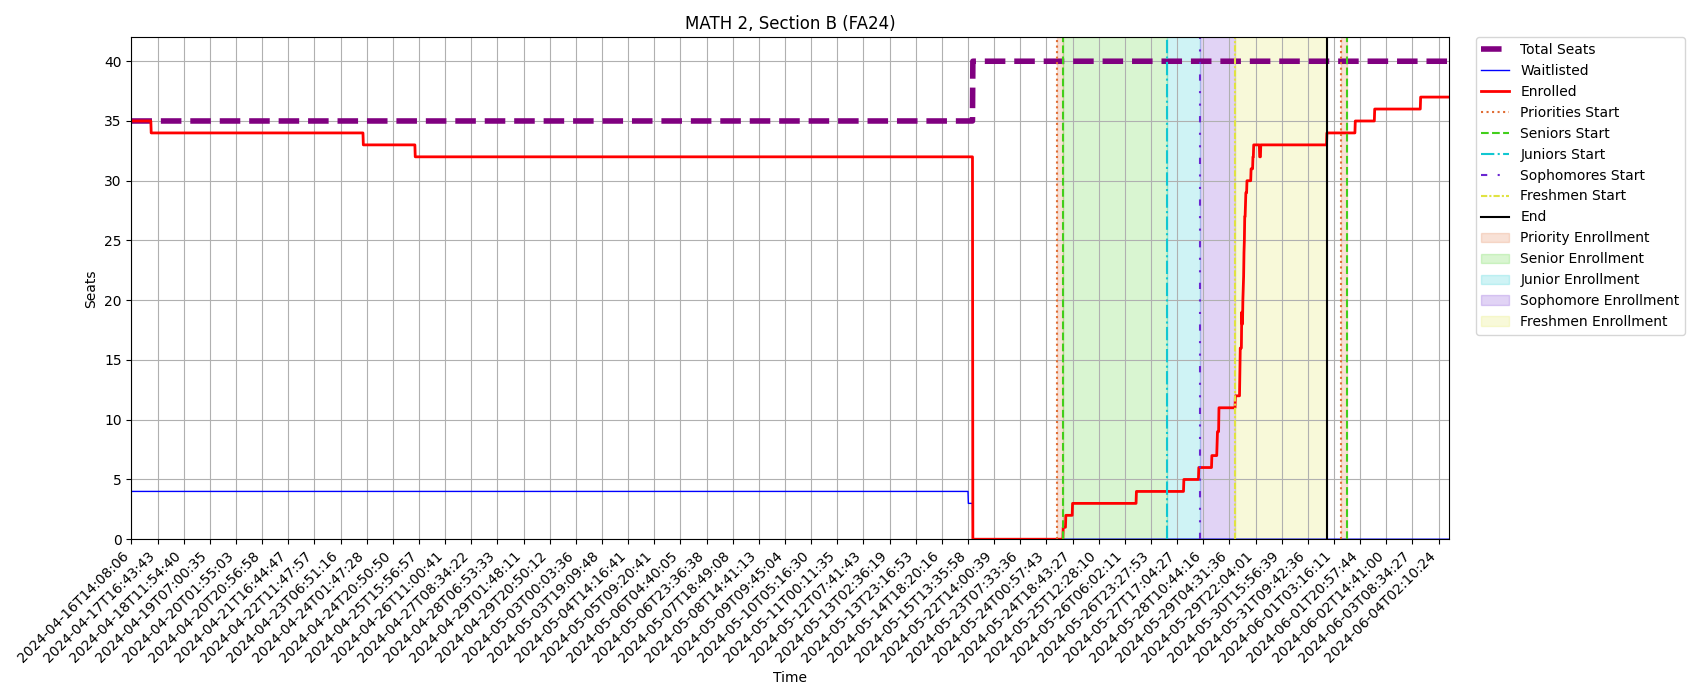 MATH 2, Section B (FA24)
Seats
40
35
30
25
20
15
10
5
0
2024-04-16T14:08:06
2024-04-17T16:43:43
2024-04-18T11:54:40
2024-04-19T07:00:35
2024-04-20T01:55:03
2024-04-20T20:56:58
2024-04-21T16:44:47
2024-04-22T11:47:57
2024-04-23T06:51:16
2024-04-24T01:47:28
2024-04-24T20:50:50
2024-04-25T15:56:57
2024-04-26T11:00:41
2024-04-27T08:34:22
2024-04-28T06:53:33
2024-04-29T01:48:11
2024-04-29T20:50:12
2024-05-03T00:03:36
2024-05-03T19:09:48
2024-05-04T14:16:41
2024-05-05T09:20:41
2024-05-06T04:40:05
2024-05-06T23:36:38
2024-05-07T18:49:08
2024-05-08T14:41:13
2024-05-09T09:45:04
2024-05-10T05:16:30
2024-05-11T00:11:35
2024-05-12T07:41:43
2024-05-13T02:36:19
2024-05-13T23:16:53
2024-05-14T18:20:16
2024-05-15T13:35:58
2024-05-22T14:00:39
2024-05-23T07:33:36
2024-05-24T00:57:43
2024-05-24T18:43:27
2024-05-25T12:28:10
2024-05-26T06:02:11
2024-05-26T23:27:53
2024-05-27T17:04:27
2024-05-28T10:44:16
2024-05-29T04:31:36
2024-05-29T22:04:01
2024-05-30T15:56:39
2024-05-31T09:42:36
2024-06-01T03:16:11
2024-06-01T20:57:44
2024-06-02T14:41:00
2024-06-03T08:34:27
2024-06-04T02:10:24
Time
Total Seats
Waitlisted
Enrolled
Priorities Start
Seniors Start
Juniors Start
Sophomores Start
Freshmen Start
End
Priority Enrollment
Senior Enrollment
Junior Enrollment
Sophomore Enrollment
Freshmen Enrollment